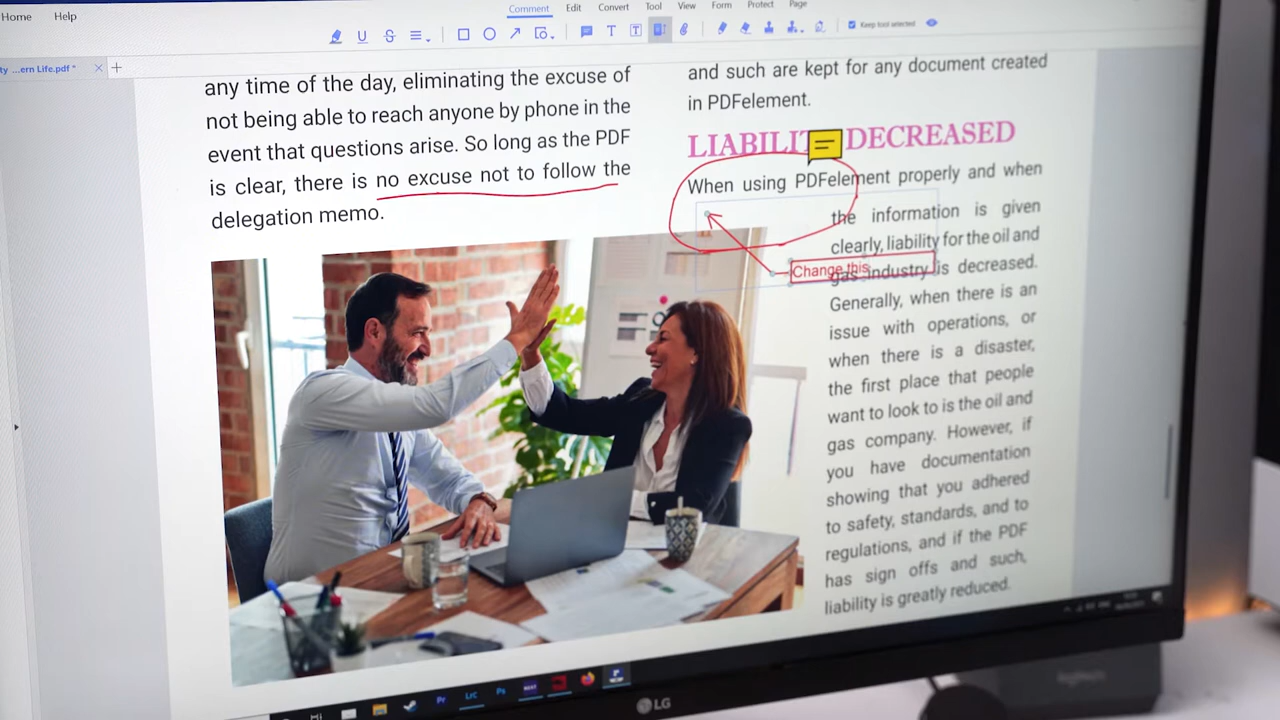 Home Help
Comment Edit Convert Tool View Form Protect Page
Keep tool selected
ty ...ern Life.pdf *
any time of the day, eliminating the excuse of
not being able to reach anyone by phone in the
event that questions arise. So long as the PDF
is clear, there is no excuse not to follow the
delegation memo.
and such are kept for any document created
in PDFelement.
LIABILIT DECREASED
When using PDFelement properly and when
the information is given
clearly, liability for the oil and
gas industry is decreased.
Change this
Generally, when there is an
issue with operations, or
when there is a disaster,
the first place that people
want to look to is the oil and
gas company. However, if
you have documentation
showing that you adhered
to safety, standards, and to
regulations, and if the PDF
has sign offs and such,
liability is greatly reduced.
Pr Lrc Ps
LG